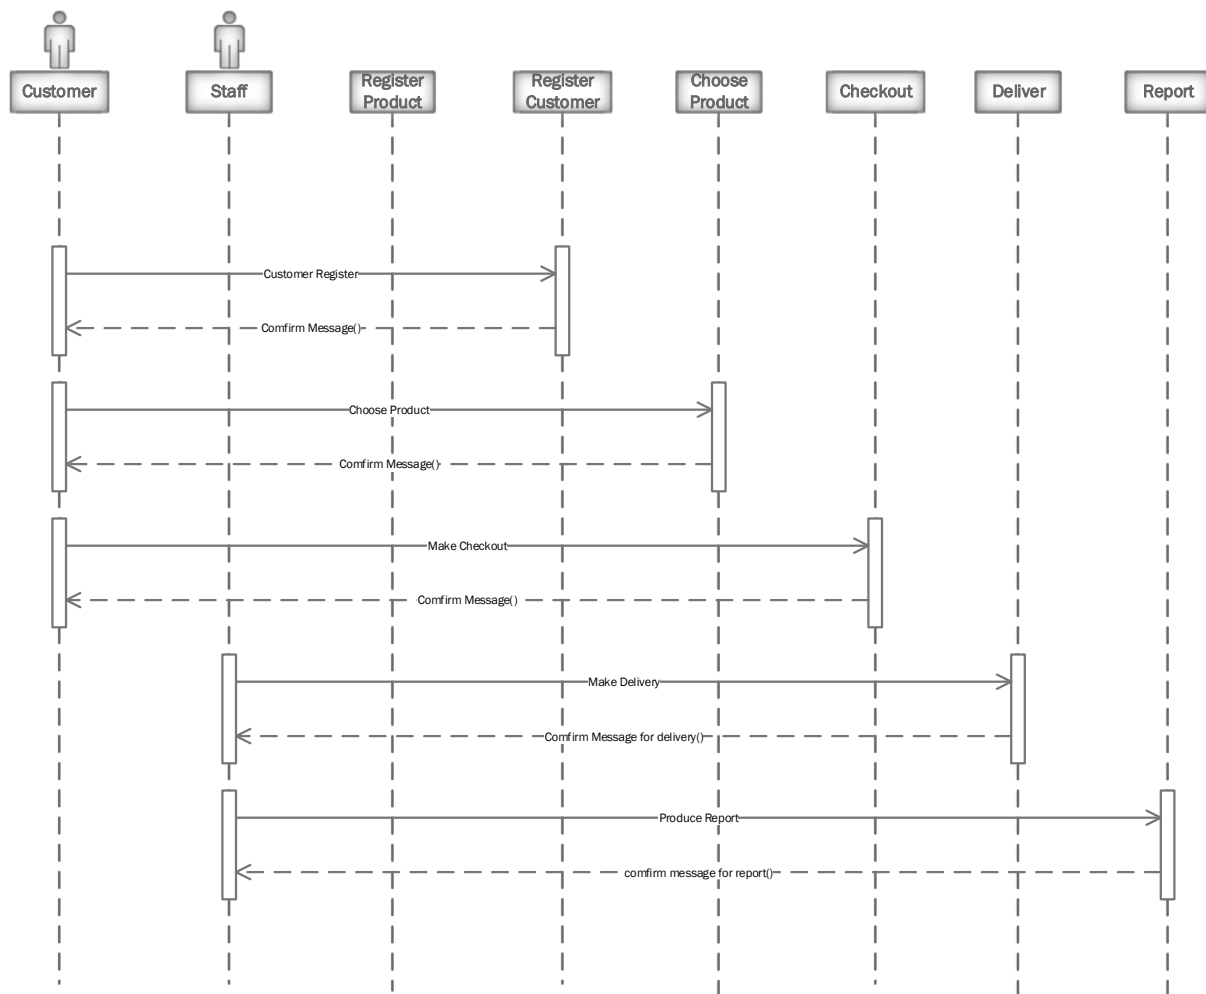 Customer
Staff
Register
Product
Register
Customer
Choose
Product
Checkout
Deliver
Report
Customer Register
Comfirm Message()
Choose Product
Comfirm Message()
Make Checkout
Comfirm Message()
Make Delivery
Comfirm Message for delivery()
Produce Report
comfirm message for report()